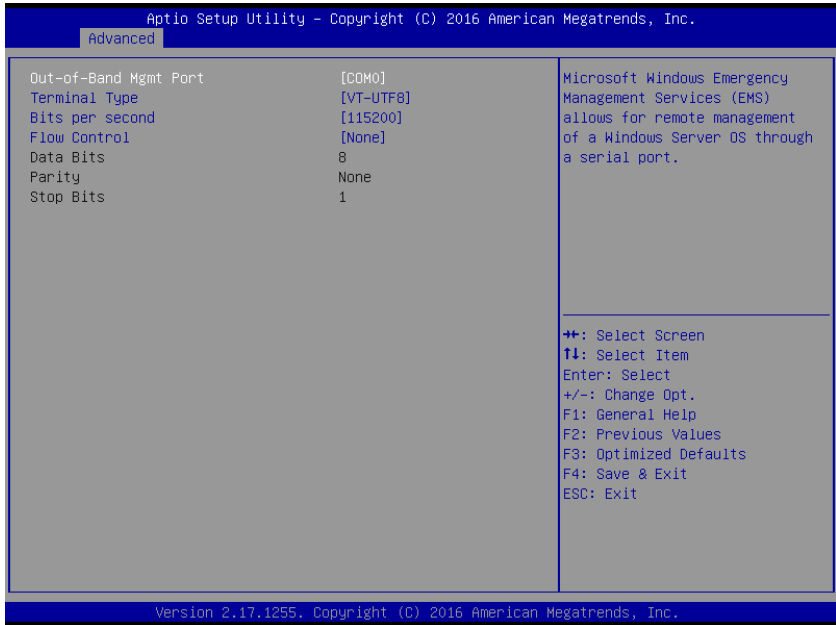 Aptio Setup Utility – Copyright (C) 2016 American Megatrends, Inc.
Advanced
Out-of-Band Mgmt Port [COM0]
Terminal Type [VT-UTF8]
Bits per second [115200]
Flow Control [None]
Data Bits 8
Parity None
Stop Bits 1
Microsoft Windows Emergency
Management Services (EMS)
allows for remote management
of a Windows Server OS through
a serial port.
→←: Select Screen
↑↓: Select Item
Enter: Select
+/-: Change Opt.
F1: General Help
F2: Previous Values
F3: Optimized Defaults
F4: Save & Exit
ESC: Exit
Version 2.17.1255. Copyright (C) 2016 American Megatrends, Inc.